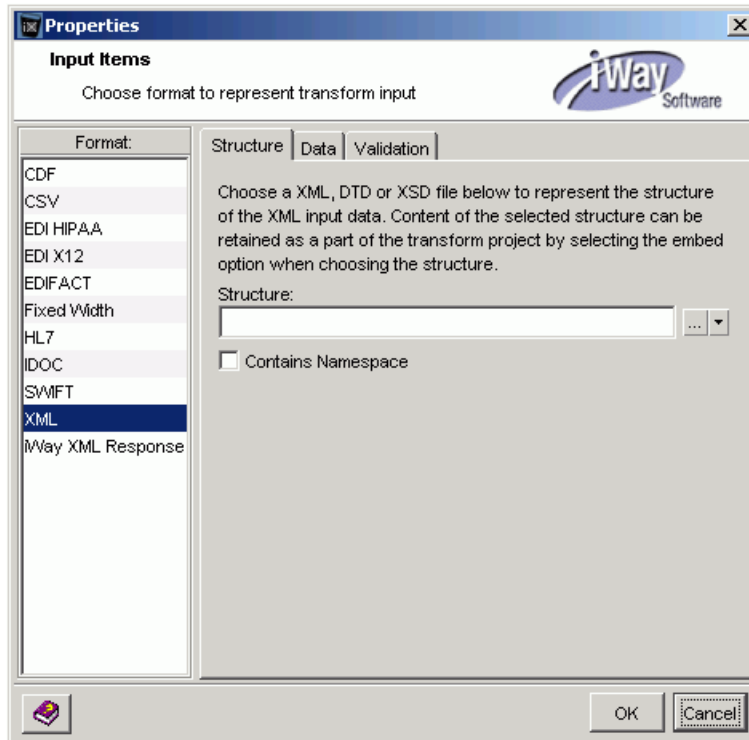 iX Properties
Input Items
Choose format to represent transform input
iWay
Software
Format:
CDF
CSV
EDI HIPAA
EDI X12
EDIFACT
Fixed Width
HL7
IDOC
SWIFT
XML
iWay XML Response
Structure Data Validation
Choose a XML, DTD or XSD file below to represent the structure
of the XML input data. Content of the selected structure can be
retained as a part of the transform project by selecting the embed
option when choosing the structure.
Structure:
...
Contains Namespace
OK Cancel